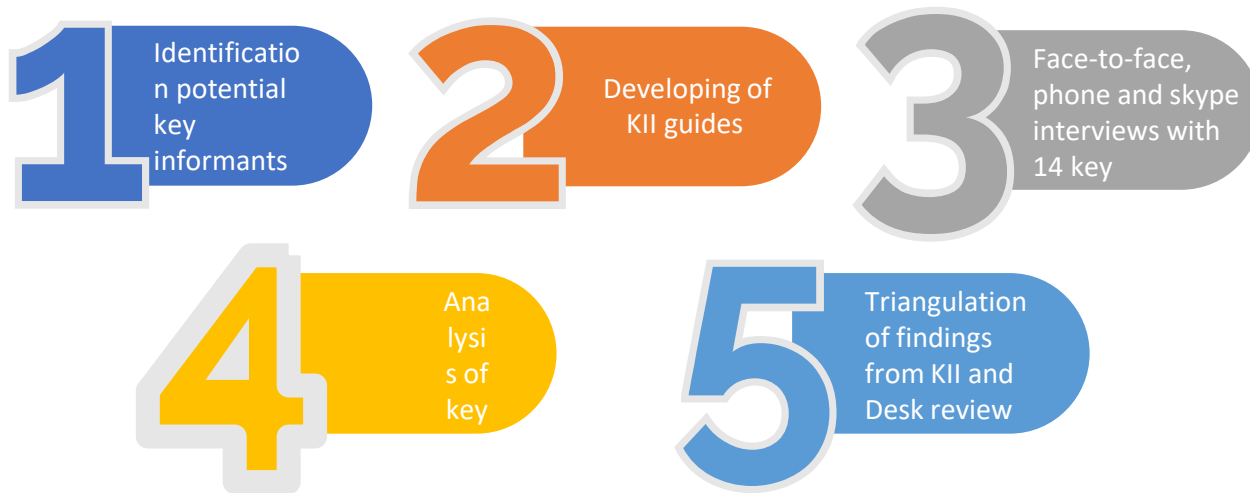 1
Identificatio
n potential
key
informants
2
Developing of
KII guides
3
Face-to-face,
phone and skype
interviews with
14 key
4
Ana
lysi
s of
key
5
Triangulation
of findings
from KII and
Desk review